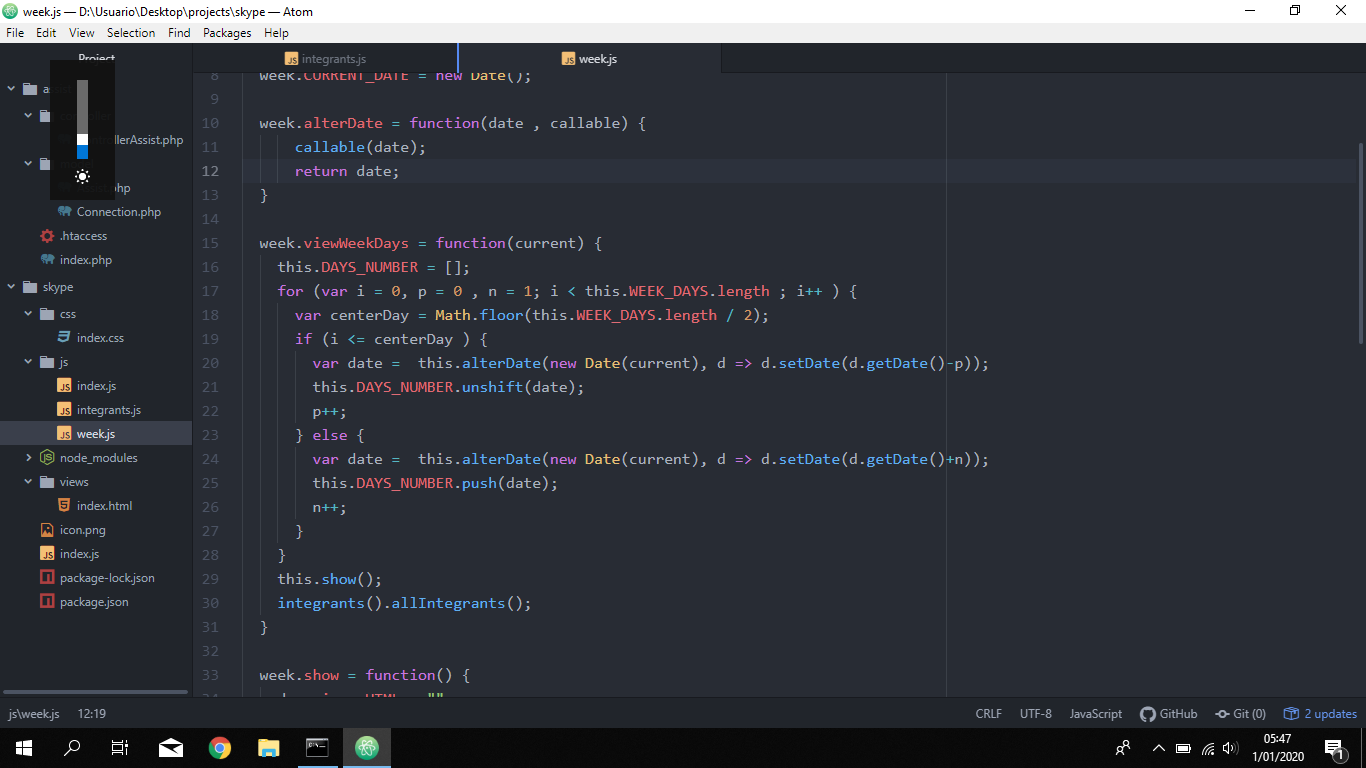 week.js — D:\Usuario\Desktop\projects\skype — Atom
File Edit View Selection Find Packages Help
Project
integrants.js
week.js
8 week.CURRENT_DATE = new Date();
9
10 week.alterDate = function(date , callable) {
11 callable(date);
12 return date;
13 }
14
15 week.viewWeekDays = function(current) {
16 this.DAYS_NUMBER = [];
17 for (var i = 0, p = 0 , n = 1; i < this.WEEK_DAYS.length ; i++ ) {
18 var centerDay = Math.floor(this.WEEK_DAYS.length / 2);
19 if (i <= centerDay ) {
20 var date =  this.alterDate(new Date(current), d => d.setDate(d.getDate()-p));
21 this.DAYS_NUMBER.unshift(date);
22 p++;
23 } else {
24 var date =  this.alterDate(new Date(current), d => d.setDate(d.getDate()+n));
25 this.DAYS_NUMBER.push(date);
26 n++;
27 }
28 }
29 this.show();
30 integrants().allIntegrants();
31 }
32
33 week.show = function() {
llerAssist.php
.php
Connection.php
.htaccess
index.php
skype
css
index.css
js
index.js
integrants.js
week.js
node_modules
views
index.html
icon.png
index.js
package-lock.json
package.json
js\week.js 12:19
CRLF UTF-8 JavaScript GitHub Git (0) 2 updates
05:47
1/01/2020
1